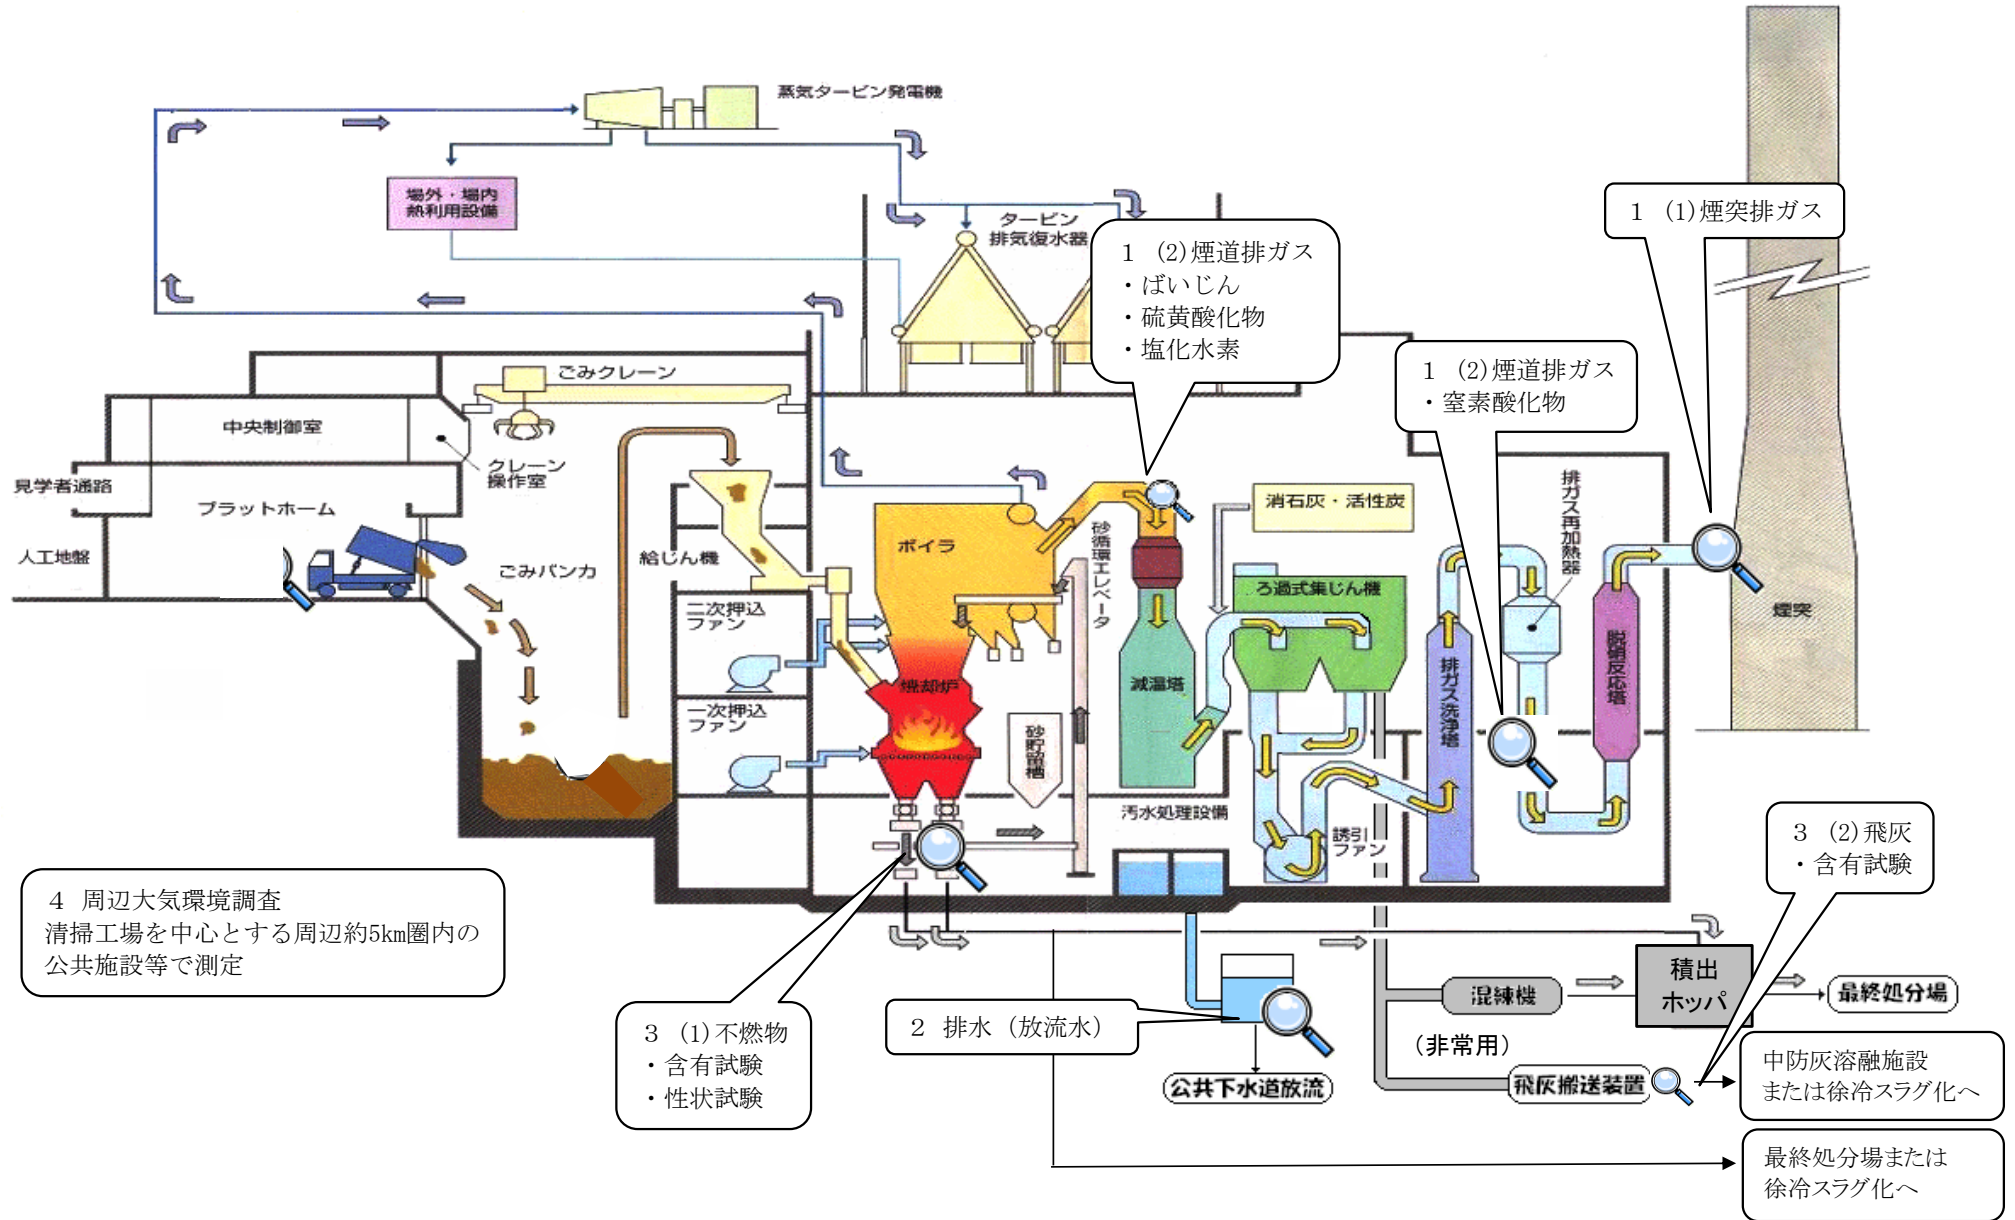 蒸気タービン発電機
場外・場内
熱利用設備
タービン
排気復水器
1 (1)煙突排ガス
1 (2)煙道排ガス
・ばいじん
・硫黄酸化物
・塩化水素
1 (2)煙道排ガス
・窒素酸化物
ごみクレーン
中央制御室
クレーン
操作室
見学者通路
プラットホーム
人工地盤
ごみバンカ
給じん機
二次押込
ファン
一次押込
ファン
ボイラ
焼却炉
砂貯留槽
砂循環エレベータ
減温塔
消石灰・活性炭
ろ過式集じん機
排ガス再加熱器
排ガス洗浄塔
脱硝反応塔
煙突
汚水処理設備
誘引
ファン
3 (2)飛灰
・含有試験
4 周辺大気環境調査
清掃工場を中心とする周辺約5km圏内の
公共施設等で測定
3 (1)不燃物
・含有試験
・性状試験
2 排水（放流水）
公共下水道放流
混練機
積出
ホッパ
最終処分場
（非常用）
飛灰搬送装置
中防灰溶融施設
または徐冷スラグ化へ
最終処分場または
徐冷スラグ化へ